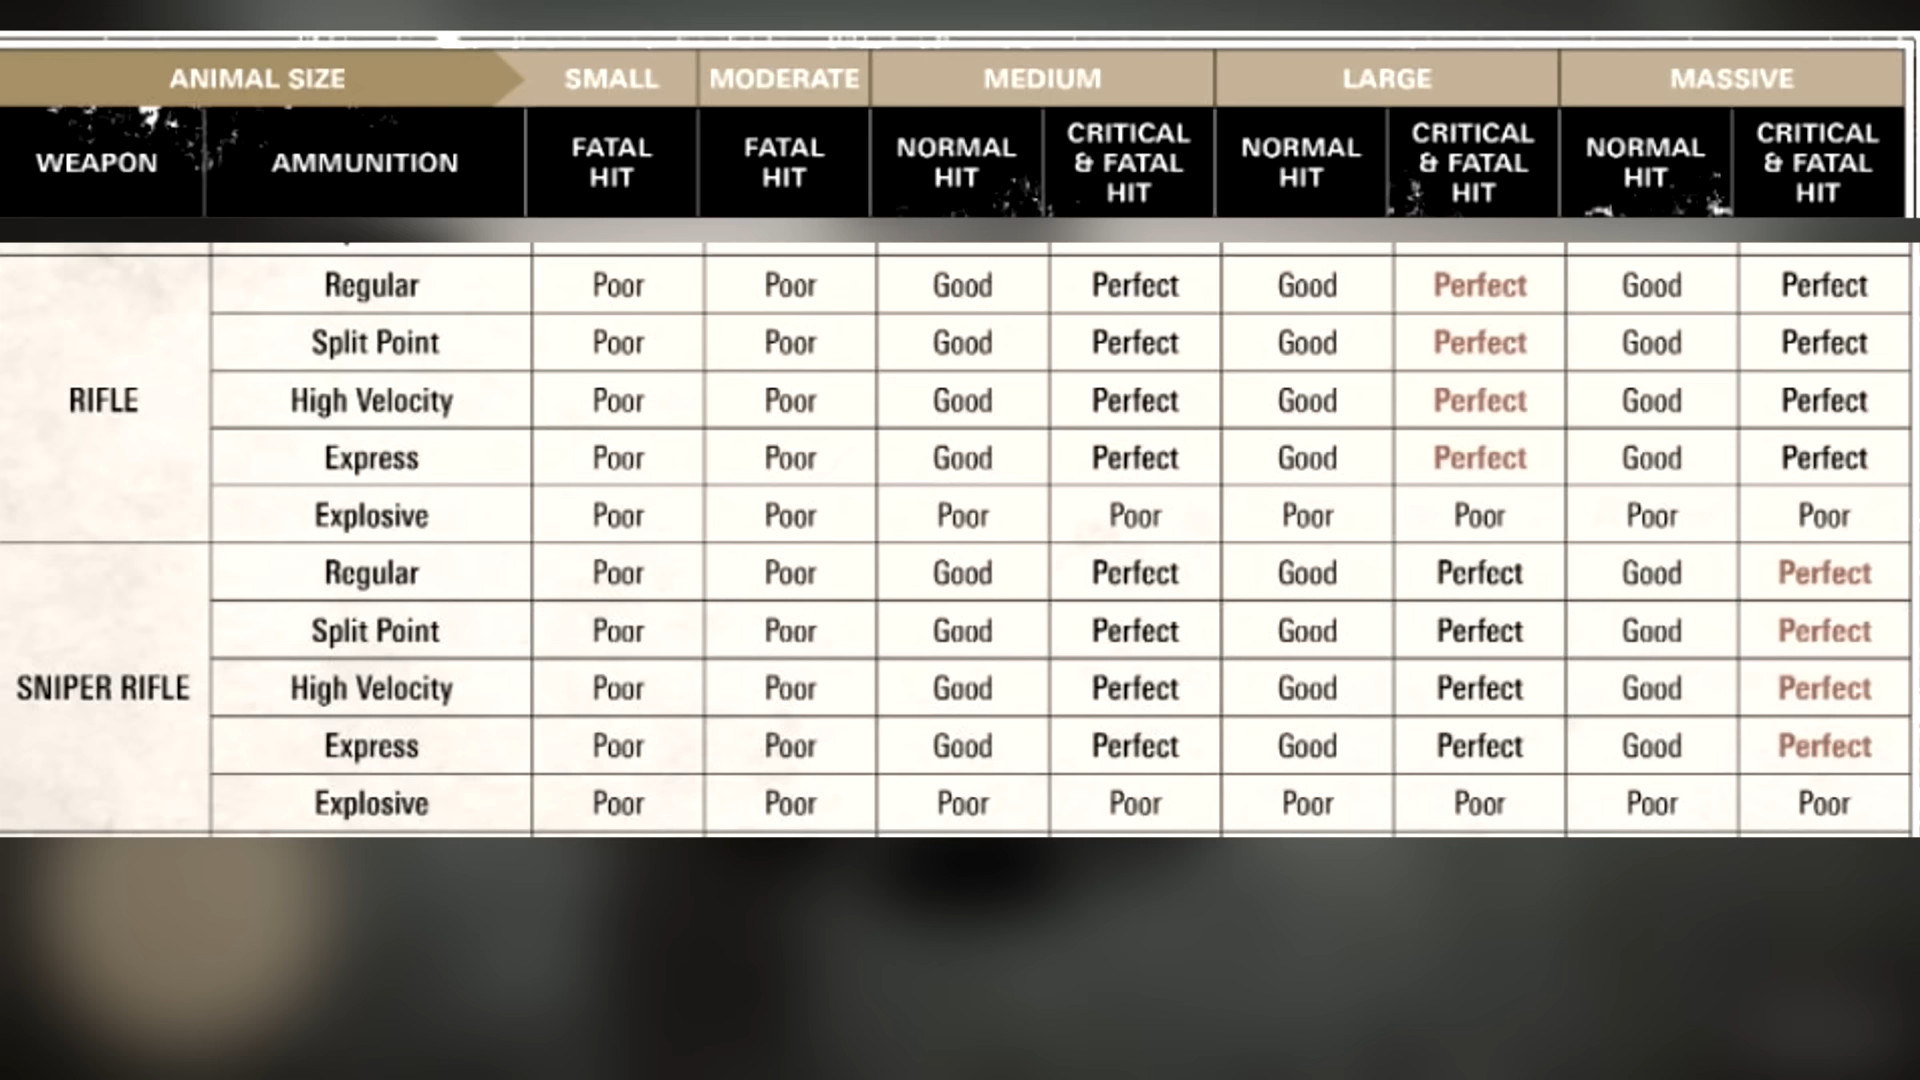 ANIMAL SIZE SMALL MODERATE MEDIUM LARGE MASSIVE
WEAPON AMMUNITION FATAL HIT FATAL HIT NORMAL HIT CRITICAL & FATAL HIT NORMAL HIT CRITICAL & FATAL HIT NORMAL HIT CRITICAL & FATAL HIT
RIFLE
Regular Poor Poor Good Perfect Good Perfect Good Perfect
Split Point Poor Poor Good Perfect Good Perfect Good Perfect
High Velocity Poor Poor Good Perfect Good Perfect Good Perfect
Express Poor Poor Good Perfect Good Perfect Good Perfect
Explosive Poor Poor Poor Poor Poor Poor Poor Poor
SNIPER RIFLE
Regular Poor Poor Good Perfect Good Perfect Good Perfect
Split Point Poor Poor Good Perfect Good Perfect Good Perfect
High Velocity Poor Poor Good Perfect Good Perfect Good Perfect
Express Poor Poor Good Perfect Good Perfect Good Perfect
Explosive Poor Poor Poor Poor Poor Poor Poor Poor